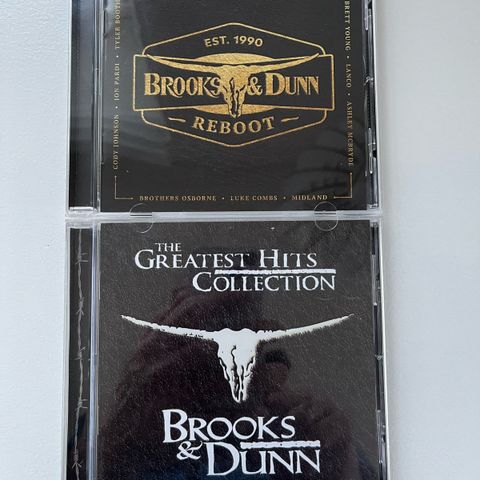 EST. 1990
BROOKS & DUNN
REBOOT
CODY JOHNSON • JON PARDI • TYLER BOOTH
BRETT YOUNG • LANCO • ASHLEY MCBRYDE
BROTHERS OSBORNE • LUKE COMBS • MIDLAND
THE
GREATEST HITS
COLLECTION
BROOKS
& DUNN